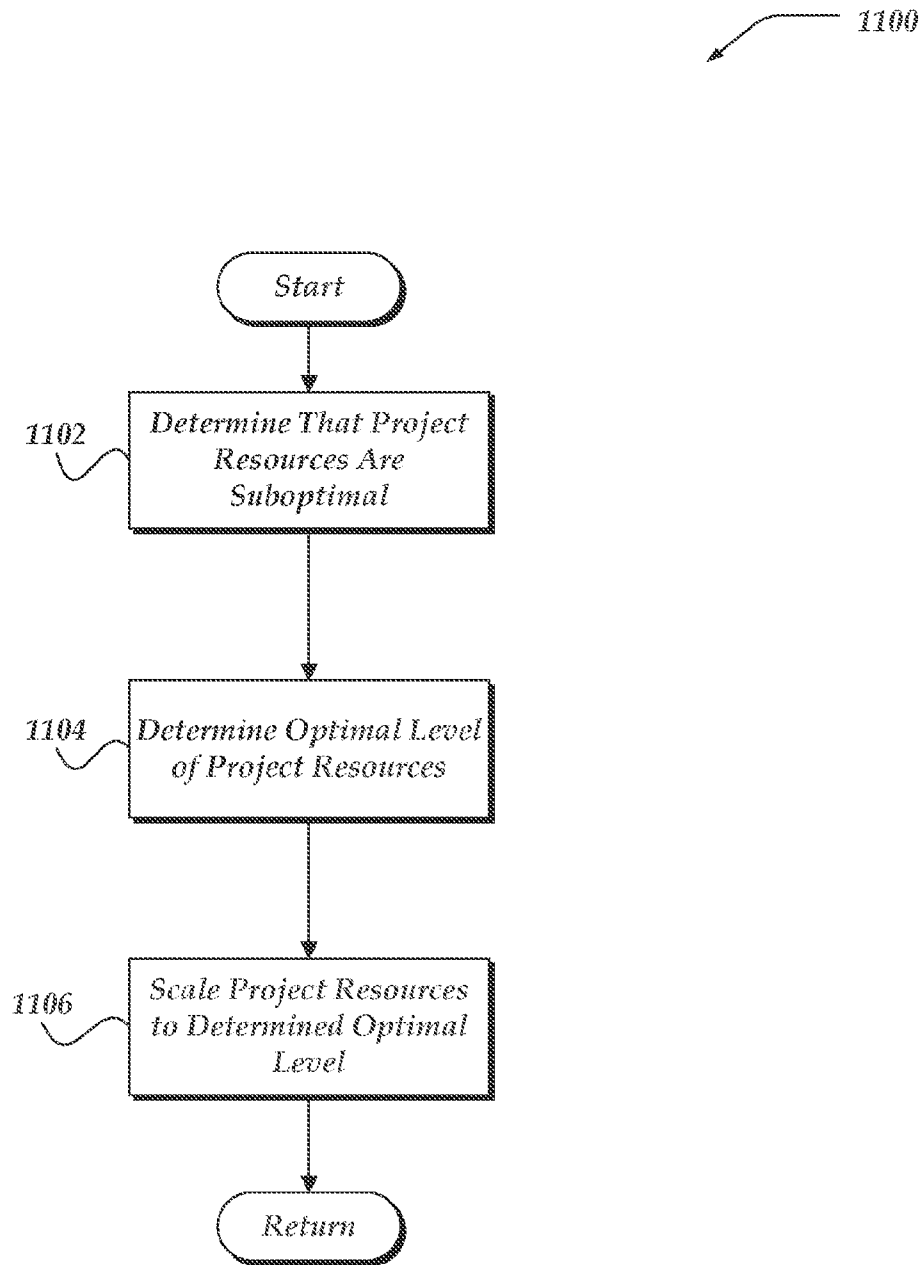 1100
Start
1102
Determine That Project
Resources Are
Suboptimal
1104
Determine Optimal Level
of Project Resources
1106
Scale Project Resources
to Determined Optimal
Level
Return